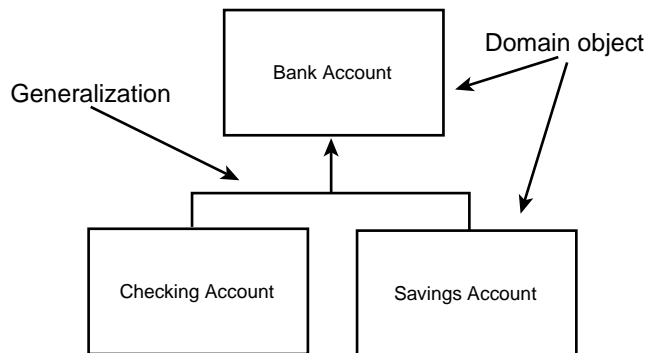 Domain object
Bank Account
Generalization
Checking Account
Savings Account